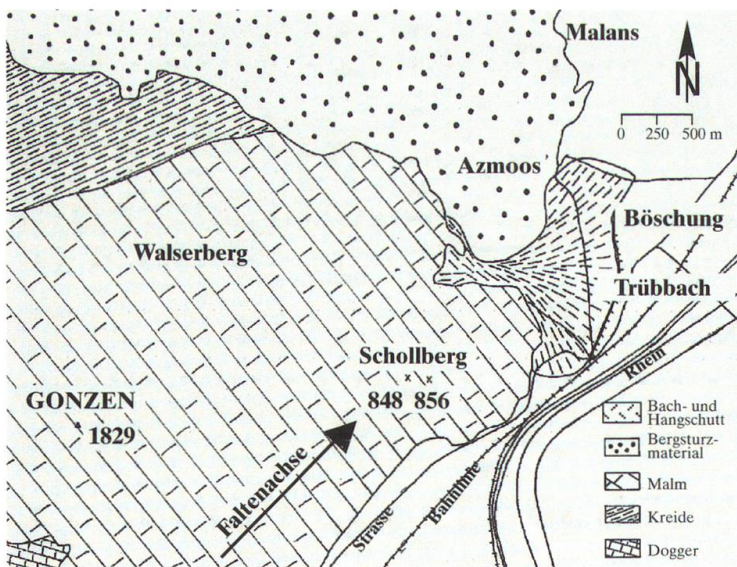 Malans
N
0 250 500 m
Azmoos
Böschung
Walserberg
Trübbach
Schollberg
x x
848 856
Rhein
GONZEN
1829
Faltenachse
Strasse
Bahnlinie
Bach- und
Hangschutt
Bergsturz-
material
Malm
Kreide
Dogger